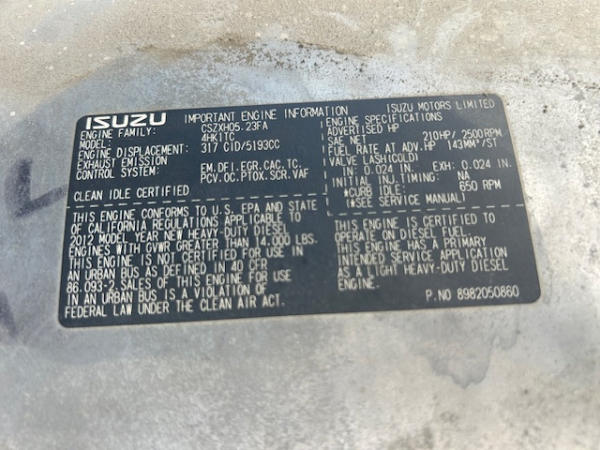 ISUZU IMPORTANT ENGINE INFORMATION ISUZU MOTORS LIMITED
ENGINE FAMILY: CSZXH05.23FA
MODEL: 4HK1TC
ENGINE DISPLACEMENT: 317 CID/5193CC
EXHAUST EMISSION CONTROL SYSTEM: EM.DFI.EGR.CAC.TC.
PCV.OC.PTOX.SCR.VAF
CLEAN IDLE CERTIFIED
ENGINE SPECIFICATIONS
ADVERTISED HP
SAE NET 210HP/2500RPM
FUEL RATE AT ADV.HP 143MM³/ST
VALVE LASH(COLD)
IN: 0.024 IN. EXH: 0.024 IN.
INITIAL INJ.TIMING: NA
*CURB IDLE: 650 RPM
(*SEE SERVICE MANUAL)
THIS ENGINE CONFORMS TO U.S. EPA AND STATE
OF CALIFORNIA REGULATIONS APPLICABLE TO
2012 MODEL YEAR NEW HEAVY-DUTY DIESEL
ENGINES WITH GVWR GREATER THAN 14.000 LBS.
THIS ENGINE IS NOT CERTIFIED FOR USE IN
AN URBAN BUS AS DEFINED IN 40 CFR
86.093-2.SALES OF THIS ENGINE FOR USE
IN AN URBAN BUS IS A VIOLATION OF
FEDERAL LAW UNDER THE CLEAN AIR ACT.
THIS ENGINE IS CERTIFIED TO
OPERATE ON DIESEL FUEL.
THIS ENGINE HAS A PRIMARY
INTENDED SERVICE APPLICATION
AS A LIGHT HEAVY-DUTY DIESEL
ENGINE.
P.NO 8982050860